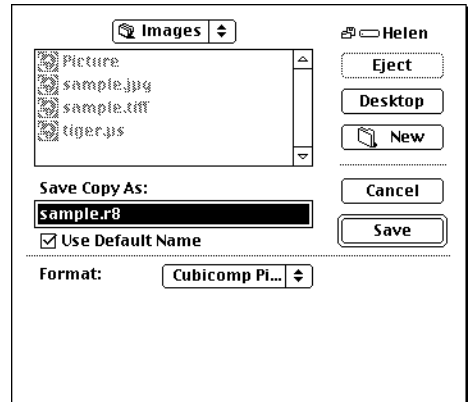 Images
Helen
Picture
sample.jpg
sample.tiff
tiger.ps
Eject
Desktop
New
Save Copy As:
sample.r8
Use Default Name
Cancel
Save
Format:
Cubicomp Pi...